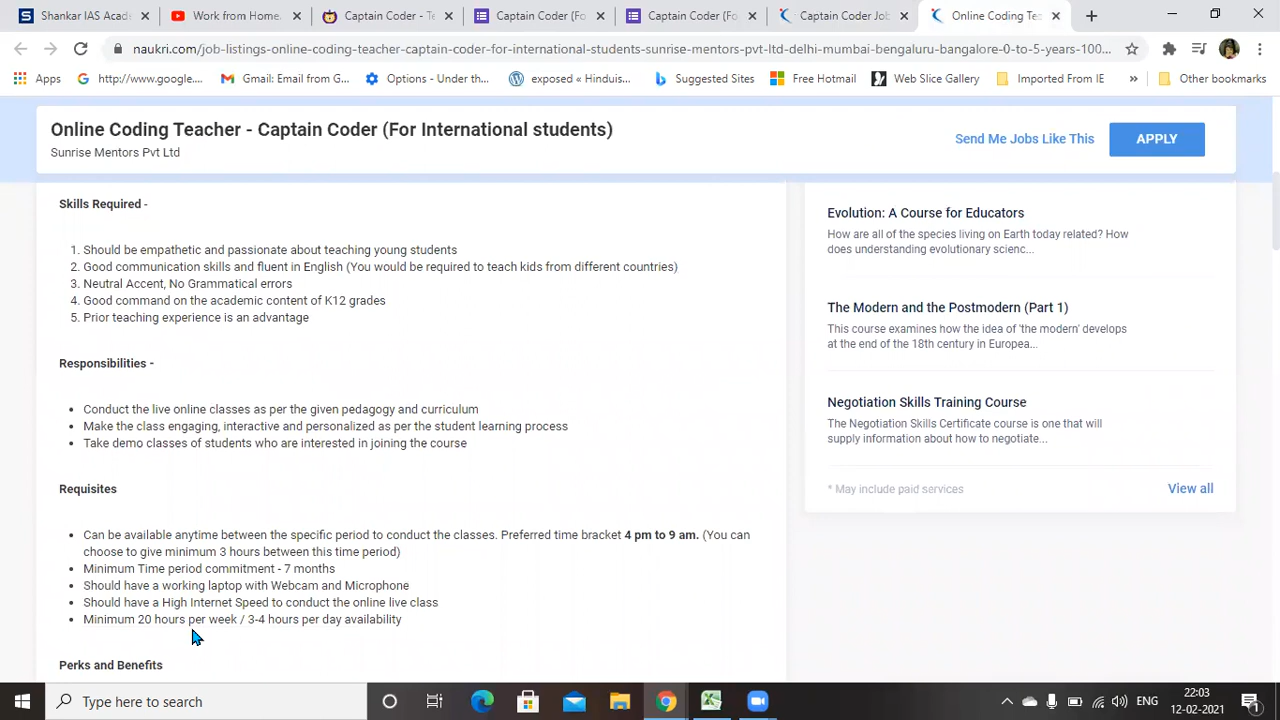 Shankar IAS Acad
Work from Home.
Captain Coder - Te
Captain Coder (Fo
Captain Coder (Fo
Captain Coder Job
Online Coding Tea
naukri.com/job-listings-online-coding-teacher-captain-coder-for-international-students-sunrise-mentors-pvt-ltd-delhi-mumbai-bengaluru-bangalore-0-to-5-years-100...
Apps
http://www.google....
Gmail: Email from G...
Options - Under th...
exposed « Hinduis...
Suggested Sites
Free Hotmail
Web Slice Gallery
Imported From IE
»
Other bookmarks
Online Coding Teacher - Captain Coder (For International students)
Sunrise Mentors Pvt Ltd
Send Me Jobs Like This
APPLY
Skills Required -
1. Should be empathetic and passionate about teaching young students
2. Good communication skills and fluent in English (You would be required to teach kids from different countries)
3. Neutral Accent, No Grammatical errors
4. Good command on the academic content of K12 grades
5. Prior teaching experience is an advantage
Responsibilities -
• Conduct the live online classes as per the given pedagogy and curriculum
• Make the class engaging, interactive and personalized as per the student learning process
• Take demo classes of students who are interested in joining the course
Requisites
• Can be available anytime between the specific period to conduct the classes. Preferred time bracket 4 pm to 9 am. (You can
choose to give minimum 3 hours between this time period)
• Minimum Time period commitment - 7 months
• Should have a working laptop with Webcam and Microphone
• Should have a High Internet Speed to conduct the online live class
• Minimum 20 hours per week / 3-4 hours per day availability
Perks and Benefits
Evolution: A Course for Educators
How are all of the species living on Earth today related? How
does understanding evolutionary scienc...
The Modern and the Postmodern (Part 1)
This course examines how the idea of 'the modern' develops
at the end of the 18th century in Europea...
Negotiation Skills Training Course
The Negotiation Skills Certificate course is one that will
supply information about how to negotiate...
* May include paid services
View all
Type here to search
ENG
22:03
12-02-2021